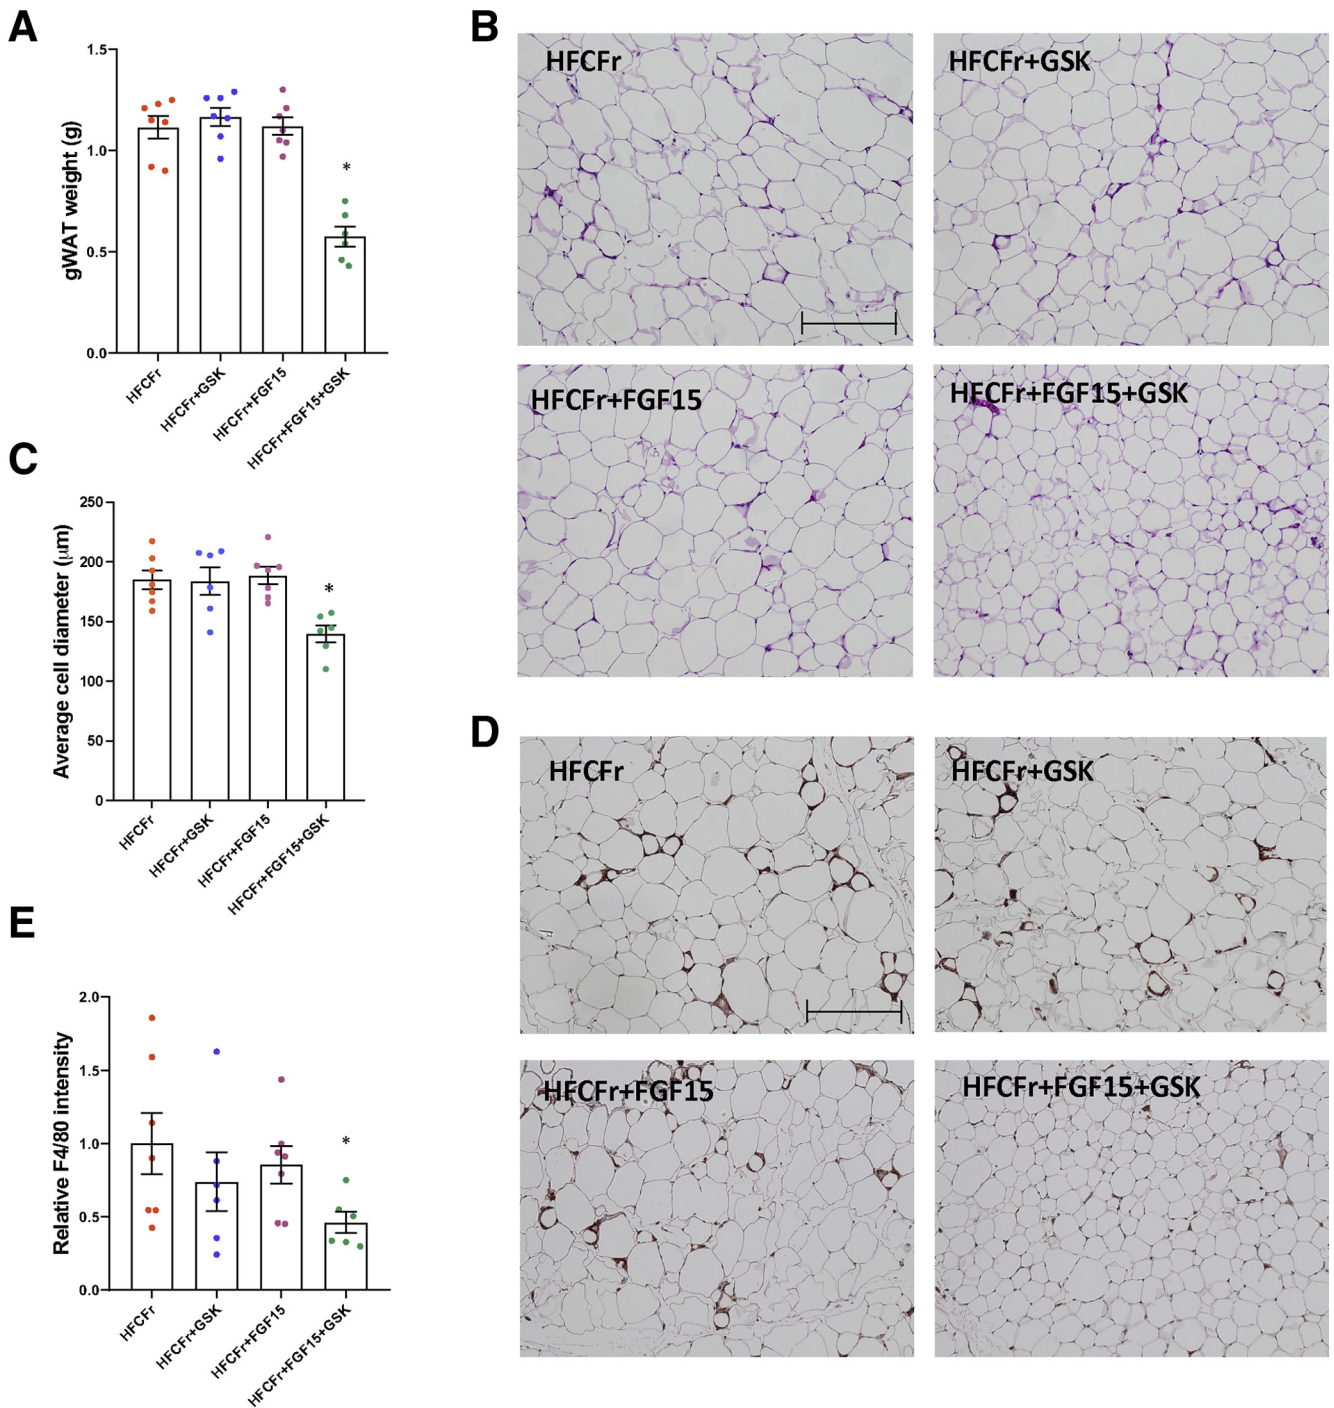 A
gWAT weight (g)
1.5
1.0
0.5
0.0
*
HFCFr
HFCFr+GSK
HFCFr+FGF15
HFCFr+FGF15+GSK
B
HFCFr
HFCFr+GSK
HFCFr+FGF15
HFCFr+FGF15+GSK
C
Average cell diameter (μm)
250
200
150
100
50
0
*
HFCFr
HFCFr+GSK
HFCFr+FGF15
HFCFr+FGF15+GSK
D
HFCFr
HFCFr+GSK
HFCFr+FGF15
HFCFr+FGF15+GSK
E
Relative F4/80 intensity
2.0
1.5
1.0
0.5
0.0
*
HFCFr
HFCFr+GSK
HFCFr+FGF15
HFCFr+FGF15+GSK